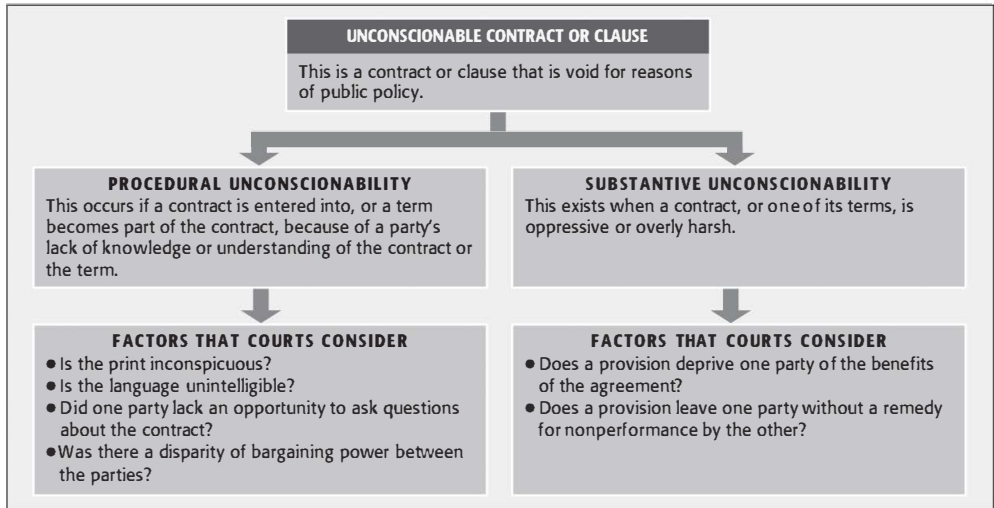 UNCONSCIONABLE CONTRACT OR CLAUSE
This is a contract or clause that is void for reasons
of public policy.
PROCEDURAL UNCONSCIONABILITY
This occurs if a contract is entered into, or a term
becomes part of the contract, because of a party's
lack of knowledge or understanding of the contract or
the term.
SUBSTANTIVE UNCONSCIONABILITY
This exists when a contract, or one of its terms, is
oppressive or overly harsh.
FACTORS THAT COURTS CONSIDER
● Is the print inconspicuous?
● Is the language unintelligible?
● Did one party lack an opportunity to ask questions
about the contract?
● Was there a disparity of bargaining power between
the parties?
FACTORS THAT COURTS CONSIDER
● Does a provision deprive one party of the benefits
of the agreement?
● Does a provision leave one party without a remedy
for nonperformance by the other?